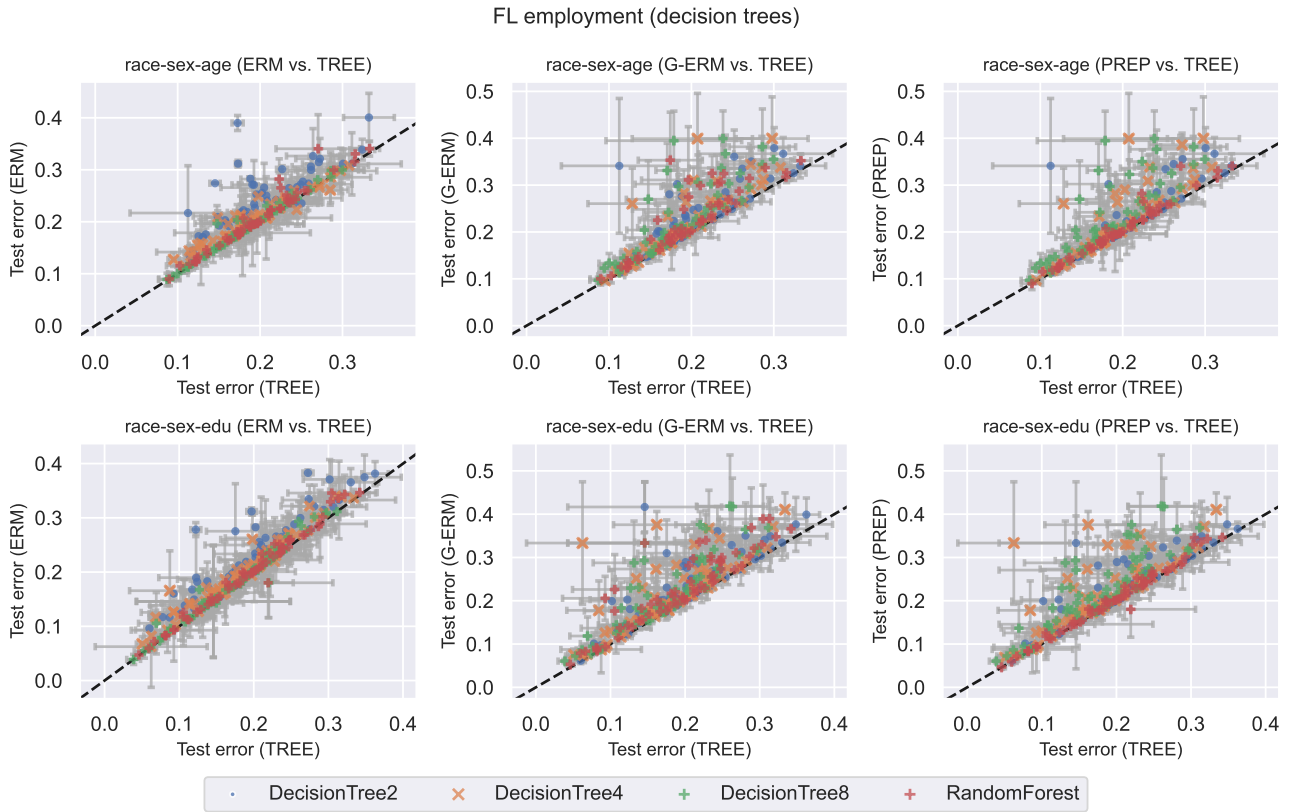 FL employment (decision trees)
race-sex-age (ERM vs. TREE)
race-sex-age (G-ERM vs. TREE)
race-sex-age (PREP vs. TREE)
Test error (ERM)
0.4
0.3
0.2
0.1
0.0
0.0 0.1 0.2 0.3
Test error (TREE)
Test error (G-ERM)
0.5
0.4
0.3
0.2
0.1
0.0
0.0 0.1 0.2 0.3
Test error (TREE)
Test error (PREP)
0.5
0.4
0.3
0.2
0.1
0.0
0.0 0.1 0.2 0.3
Test error (TREE)
race-sex-edu (ERM vs. TREE)
race-sex-edu (G-ERM vs. TREE)
race-sex-edu (PREP vs. TREE)
Test error (ERM)
0.4
0.3
0.2
0.1
0.0
0.0 0.1 0.2 0.3 0.4
Test error (TREE)
Test error (G-ERM)
0.5
0.4
0.3
0.2
0.1
0.0
0.0 0.1 0.2 0.3 0.4
Test error (TREE)
Test error (PREP)
0.5
0.4
0.3
0.2
0.1
0.0
0.0 0.1 0.2 0.3 0.4
Test error (TREE)
DecisionTree2 DecisionTree4 DecisionTree8 RandomForest